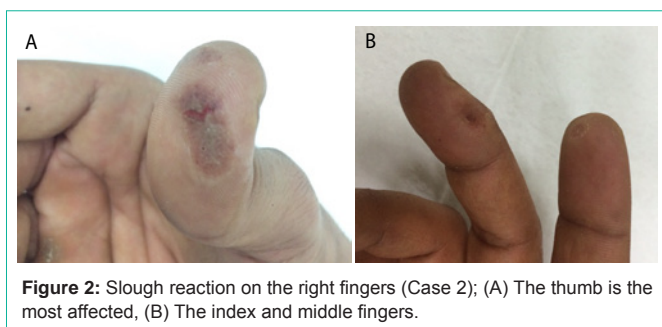 A
B
Figure 2: Slough reaction on the right fingers (Case 2); (A) The thumb is the
most affected, (B) The index and middle fingers.